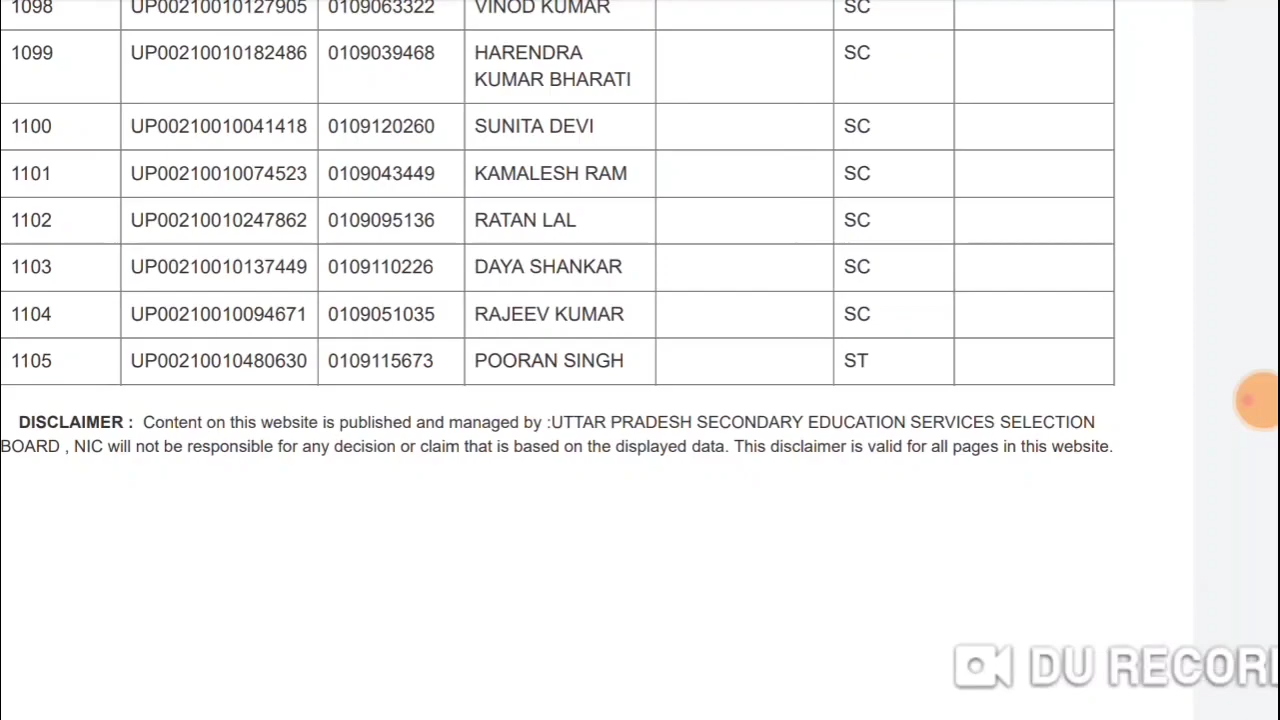 1098 UP00210010127905 0109063322 VINOD KUMAR SC
1099 UP00210010182486 0109039468 HARENDRA SC
KUMAR BHARATI
1100 UP00210010041418 0109120260 SUNITA DEVI SC
1101 UP00210010074523 0109043449 KAMALESH RAM SC
1102 UP00210010247862 0109095136 RATAN LAL SC
1103 UP00210010137449 0109110226 DAYA SHANKAR SC
1104 UP00210010094671 0109051035 RAJEEV KUMAR SC
1105 UP00210010480630 0109115673 POORAN SINGH ST
DISCLAIMER : Content on this website is published and managed by :UTTAR PRADESH SECONDARY EDUCATION SERVICES SELECTION
BOARD , NIC will not be responsible for any decision or claim that is based on the displayed data. This disclaimer is valid for all pages in this website.
DU RECOR